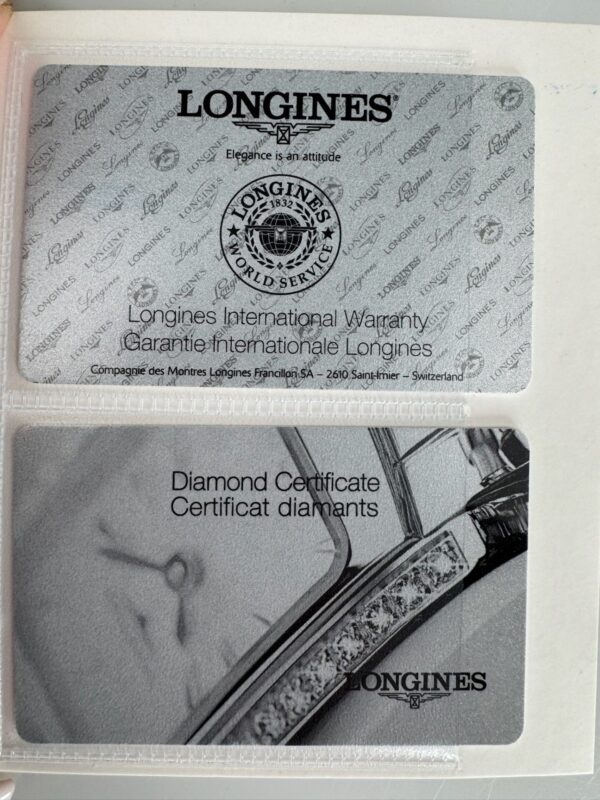 LONGINES®
Elegance is an attitude
LONGINES
1832
WORLD SERVICE
Longines International Warranty
Garantie Internationale Longines
Compagnie des Montres Longines Francillon SA – 2610 Saint-Imier – Switzerland
Diamond Certificate
Certificat diamants
LONGINES